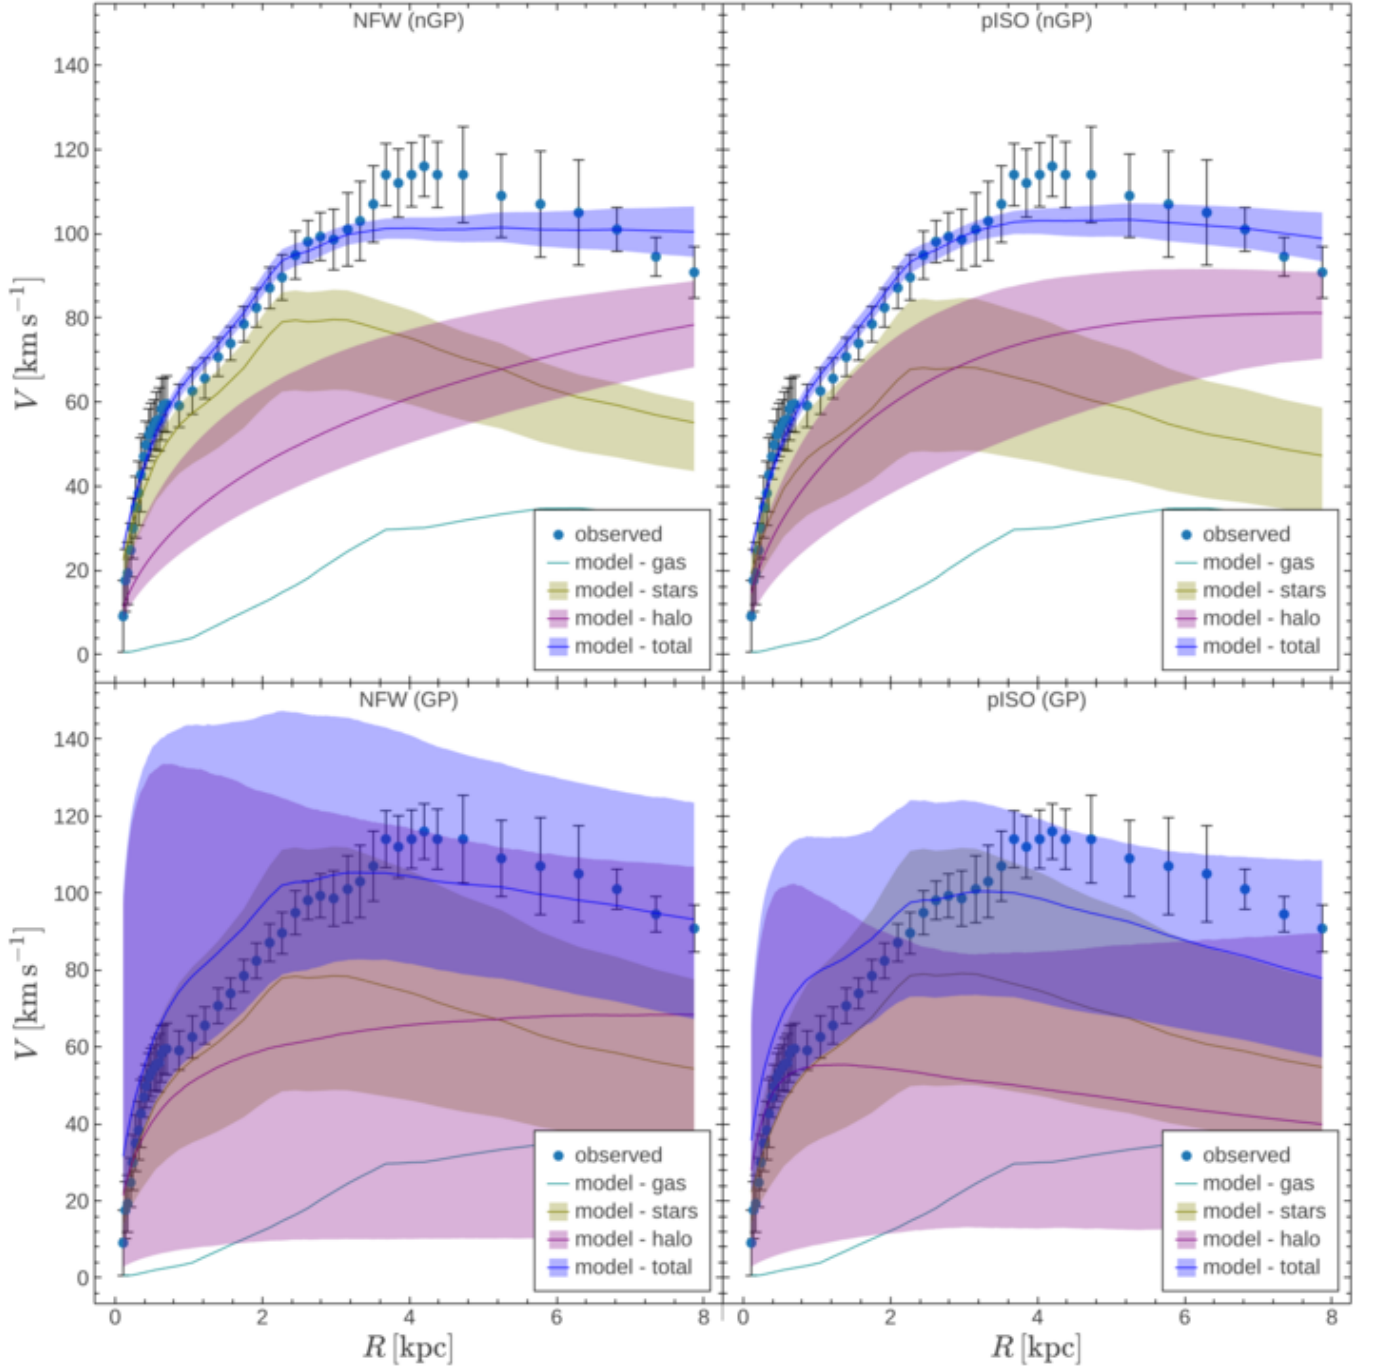 NFW (nGP)
pISO (nGP)
140
120
100
80
60
40
20
0
V [km s⁻¹]
observed
model - gas
model - stars
model - halo
model - total
observed
model - gas
model - stars
model - halo
model - total
NFW (GP)
pISO (GP)
140
120
100
80
60
40
20
0
V [km s⁻¹]
observed
model - gas
model - stars
model - halo
model - total
observed
model - gas
model - stars
model - halo
model - total
0 2 4 6 8
0 2 4 6 8
R [kpc]
R [kpc]